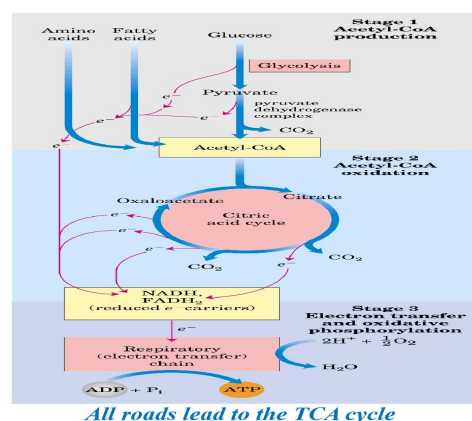 Stage 1
Acetyl-CoA
production
Amino
acids
Fatty
acids
Glucose
Glycolysis
e⁻
Pyruvate
e⁻
e⁻
pyruvate
dehydrogenase
complex
e⁻
CO₂
Acetyl-CoA
Stage 2
Acetyl-CoA
oxidation
Oxaloacetate
Citrate
e⁻
Citric
acid cycle
e⁻
e⁻
e⁻
CO₂
CO₂
NADH,
FADH₂
(reduced e⁻ carriers)
Stage 3
Electron transfer
and oxidative
phosphorylation
e⁻
2H⁺ + ½O₂
Respiratory
(electron transfer)
chain
H₂O
ADP + Pᵢ
ATP
All roads lead to the TCA cycle